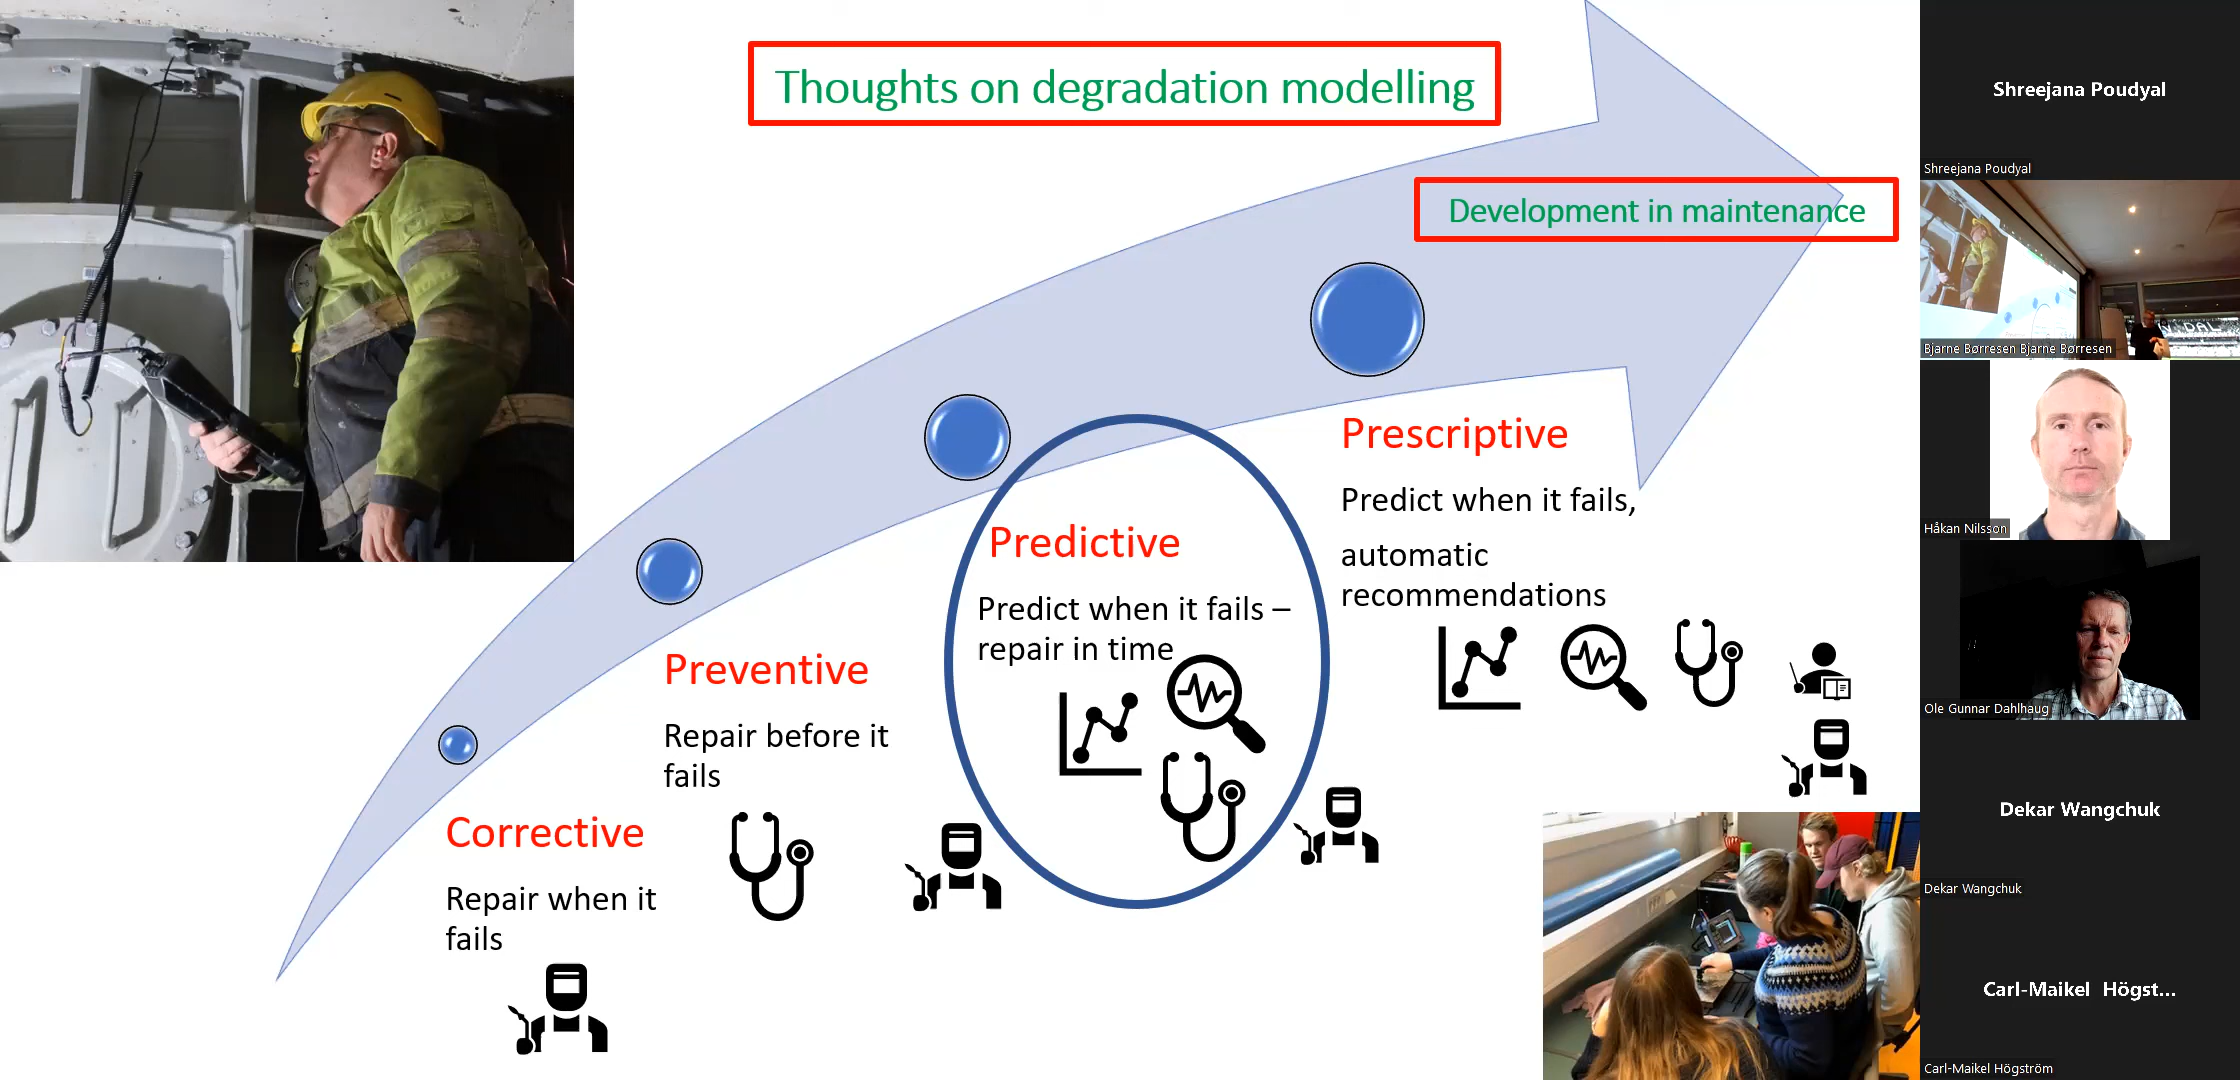 Thoughts on degradation modelling
Development in maintenance
Prescriptive
Predict when it fails,
automatic
recommendations
Predictive
Predict when it fails –
repair in time
Preventive
Repair before it
fails
Corrective
Repair when it
fails
Shreejana Poudyal
Shreejana Poudyal
Bjarne Børresen Bjarne Børresen
Håkan Nilsson
Ole Gunnar Dahlhaug
Dekar Wangchuk
Dekar Wangchuk
Carl-Maikel Högst...
Carl-Maikel Högström